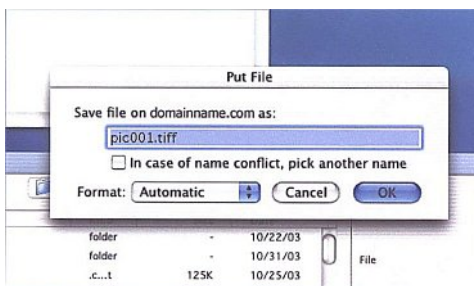 Put File
Save file on domainname.com as:
pic001.tiff
In case of name conflict, pick another name
Format: Automatic Cancel OK
folder - 10/22/03
folder - 10/31/03
.c...t 125K 10/25/03
File